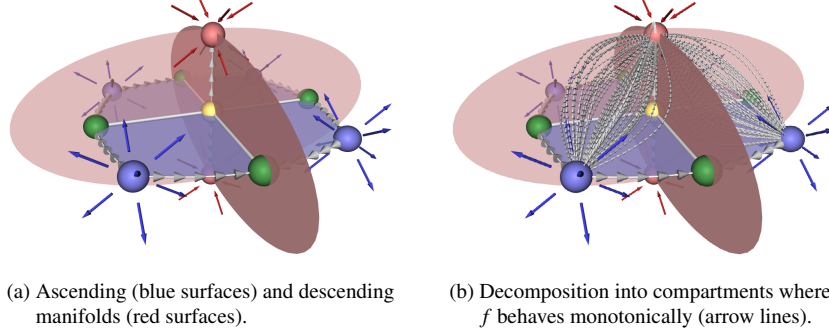 (a) Ascending (blue surfaces) and descending
manifolds (red surfaces).
(b) Decomposition into compartments where
f behaves monotonically (arrow lines).